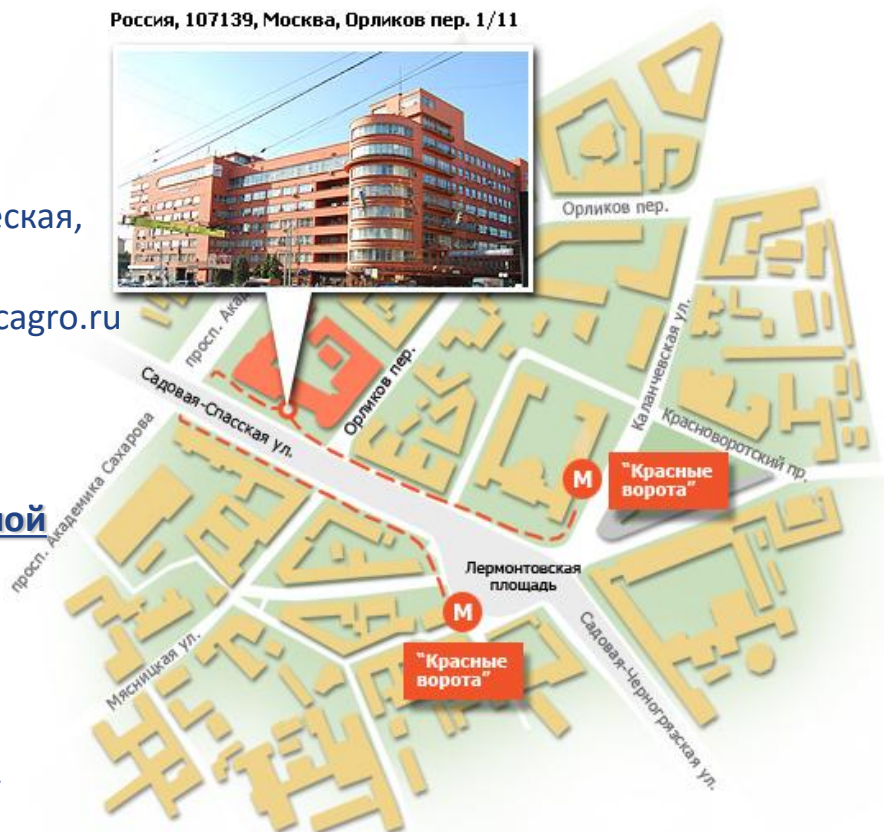 Россия, 107139, Москва, Орликов пер. 1/11
еская,
cagro.ru
ной
Орликов пер.
просп. Ака
Каланчевская ул.
Садовая-Спасская ул.
Орликов пер.
Красноворотский пр.
просп. Академика Сахарова
М
"Красные
ворота"
Лермонтовская
площадь
М
"Красные
ворота"
Мясницкая ул.
Садовая-Черногрязская ул.